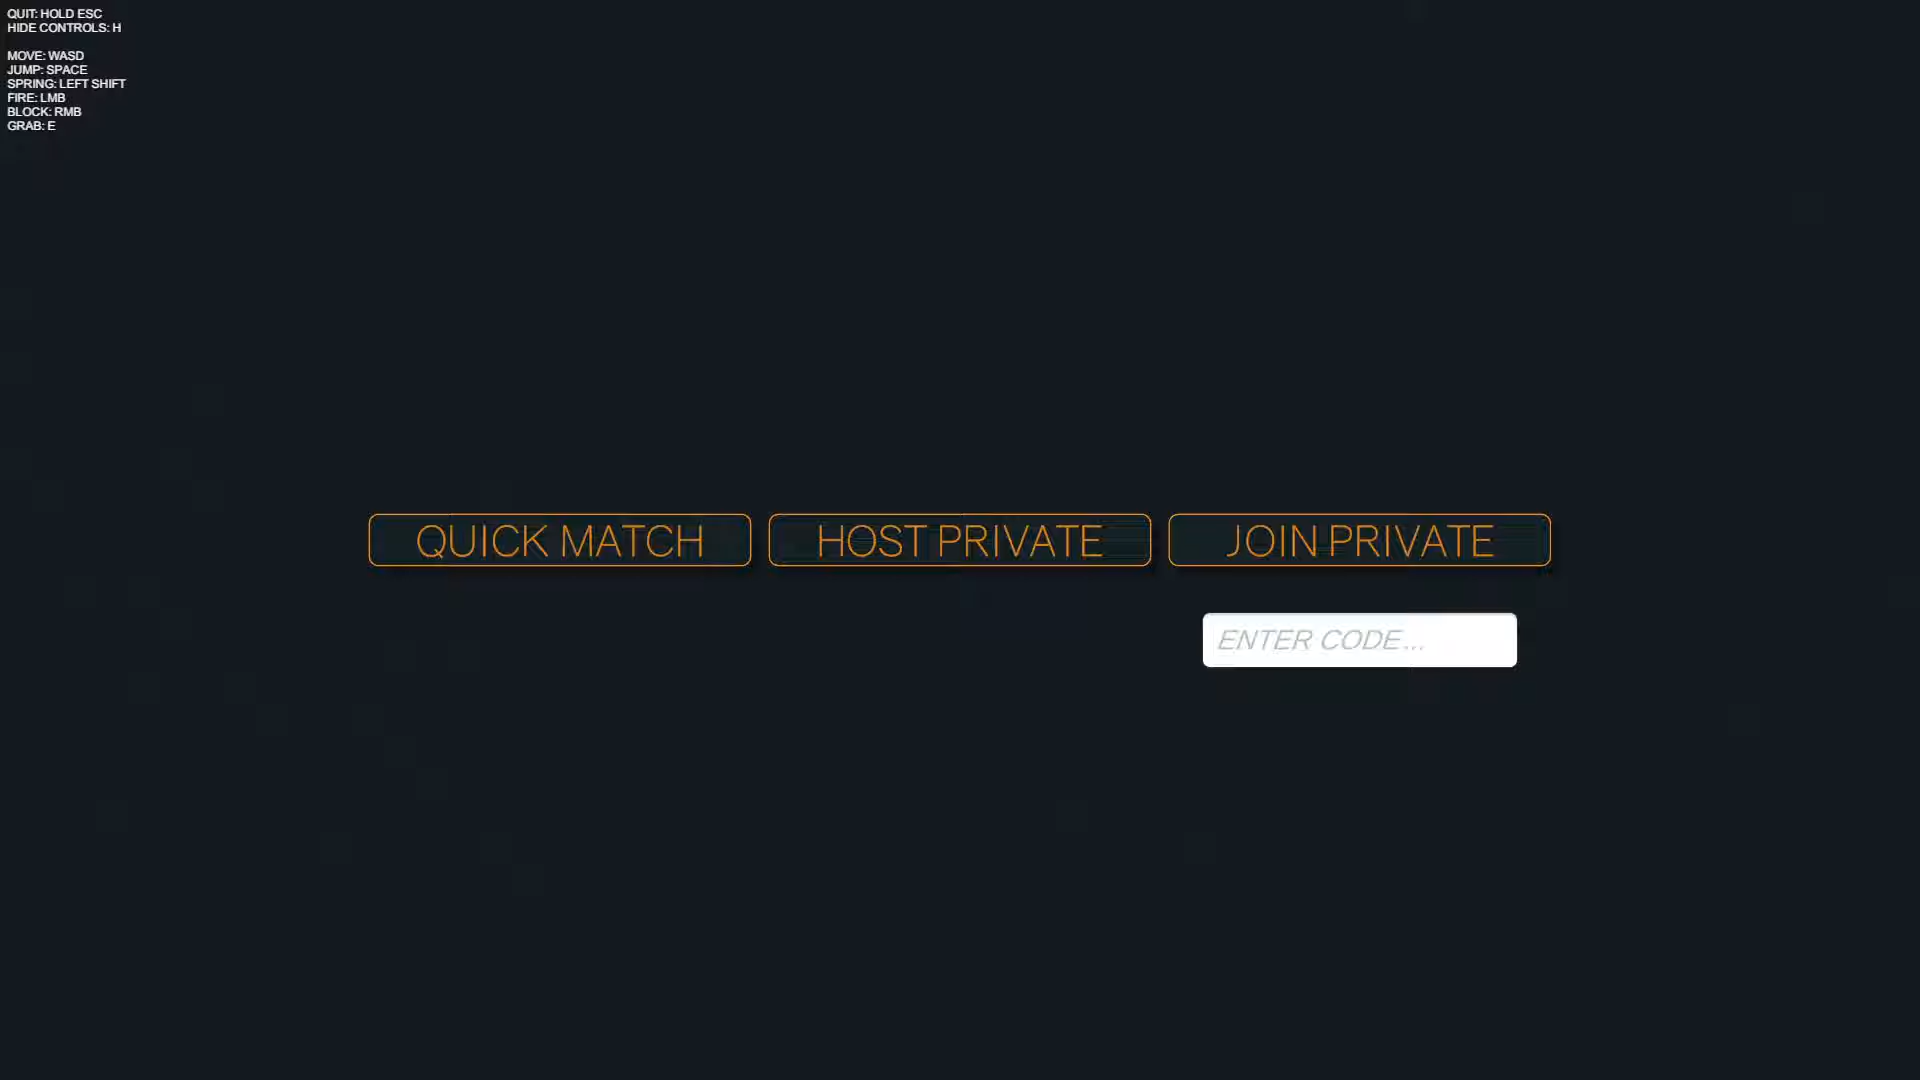 QUIT: HOLD ESC
HIDE CONTROLS: H
MOVE: WASD
JUMP: SPACE
SPRING: LEFT SHIFT
FIRE: LMB
BLOCK: RMB
GRAB: E
QUICK MATCH
HOST PRIVATE
JOIN PRIVATE
ENTER CODE...